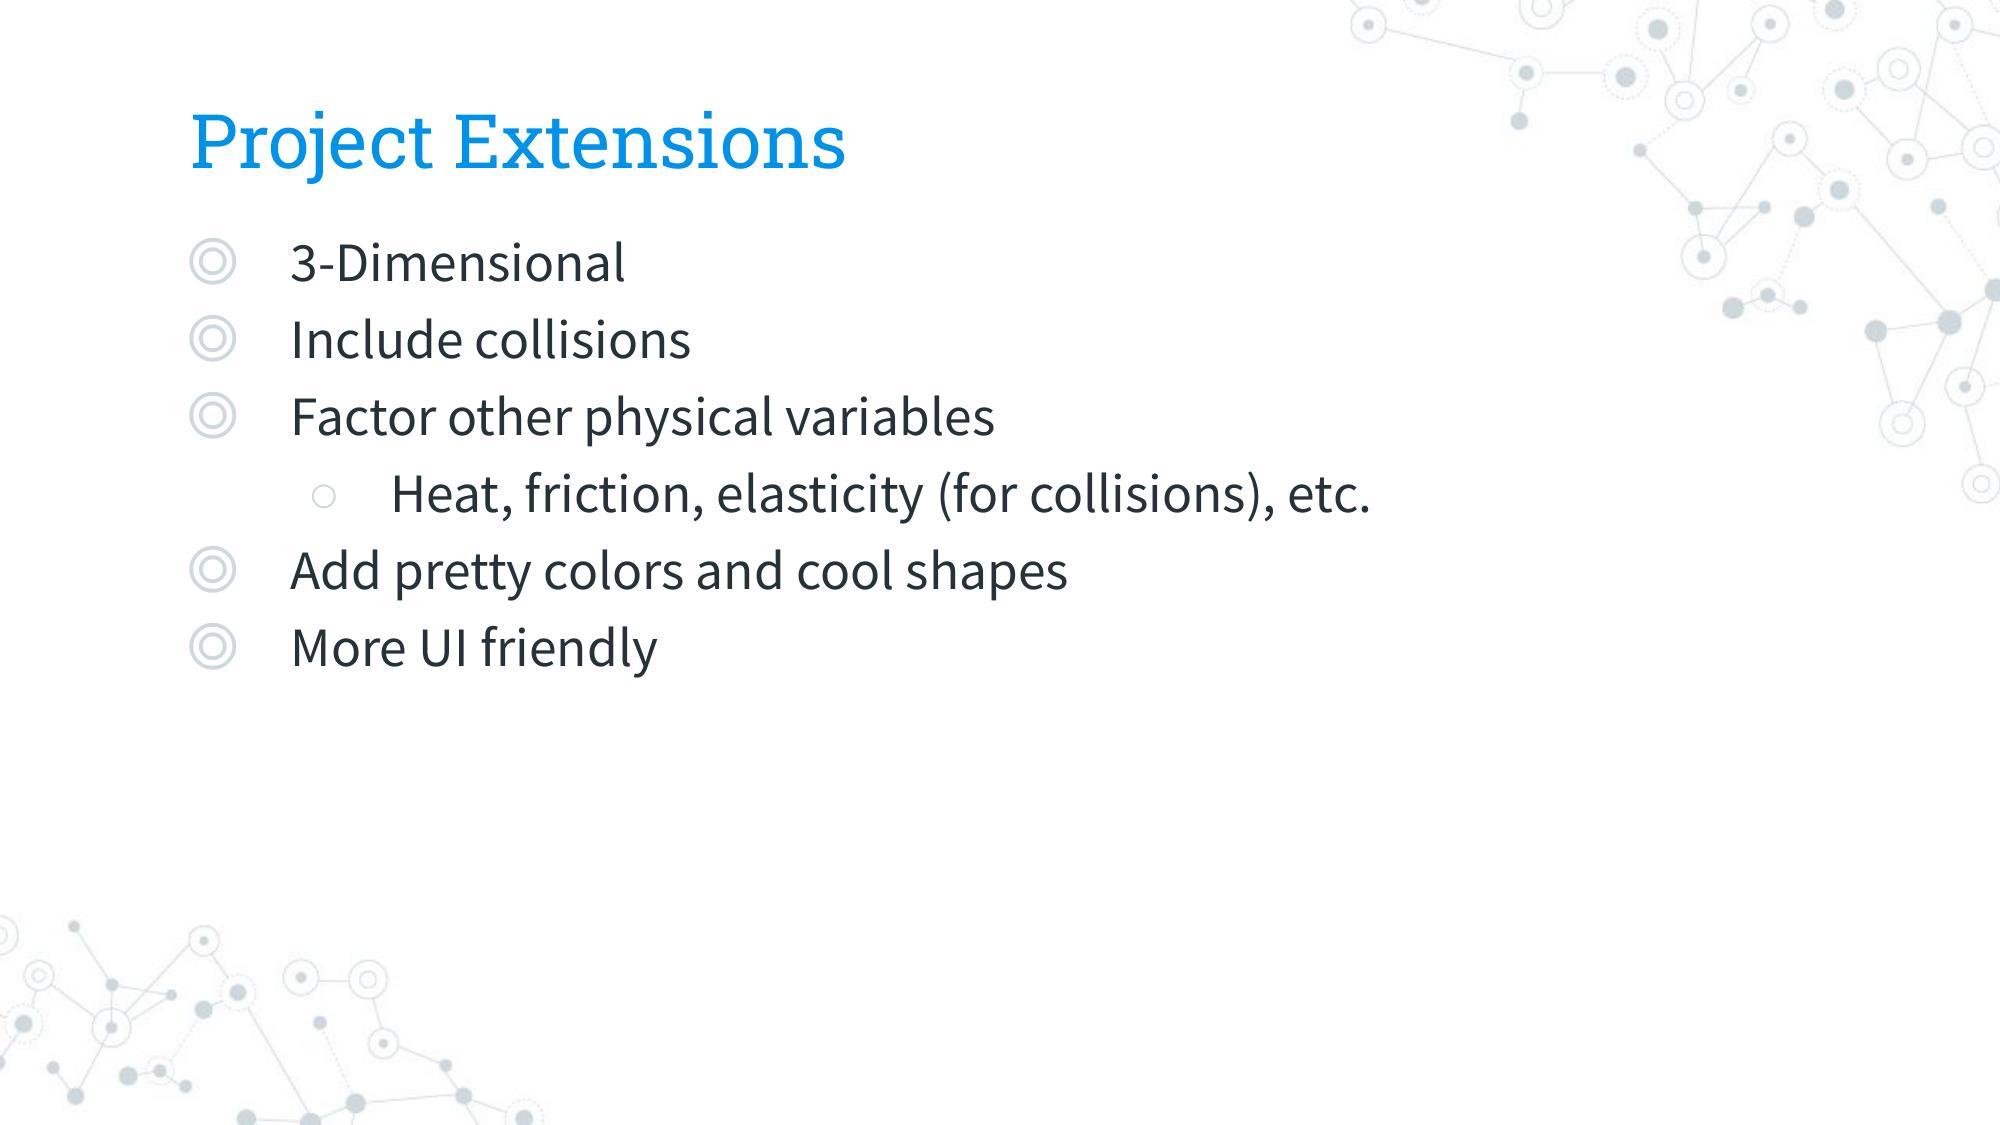 Project Extensions
3-Dimensional
Include collisions
Factor other physical variables
Heat, friction, elasticity (for collisions), etc.
Add pretty colors and cool shapes
More UI friendly